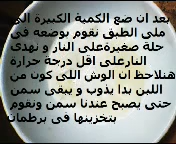 بعد ان ضع الكمية الكبيرة الى
ملى الطبق نقوم بوضعه فى
حلة صغيرةعلى النار و نهدى
النارعلى اقل درجة حرارة
هنلاحظ ان الوش اللى كون من
اللبن بدا يذوب و يبقى سمن
حتى يصبح عندنا سمن ونقوم
بتخزينها فى برطمان